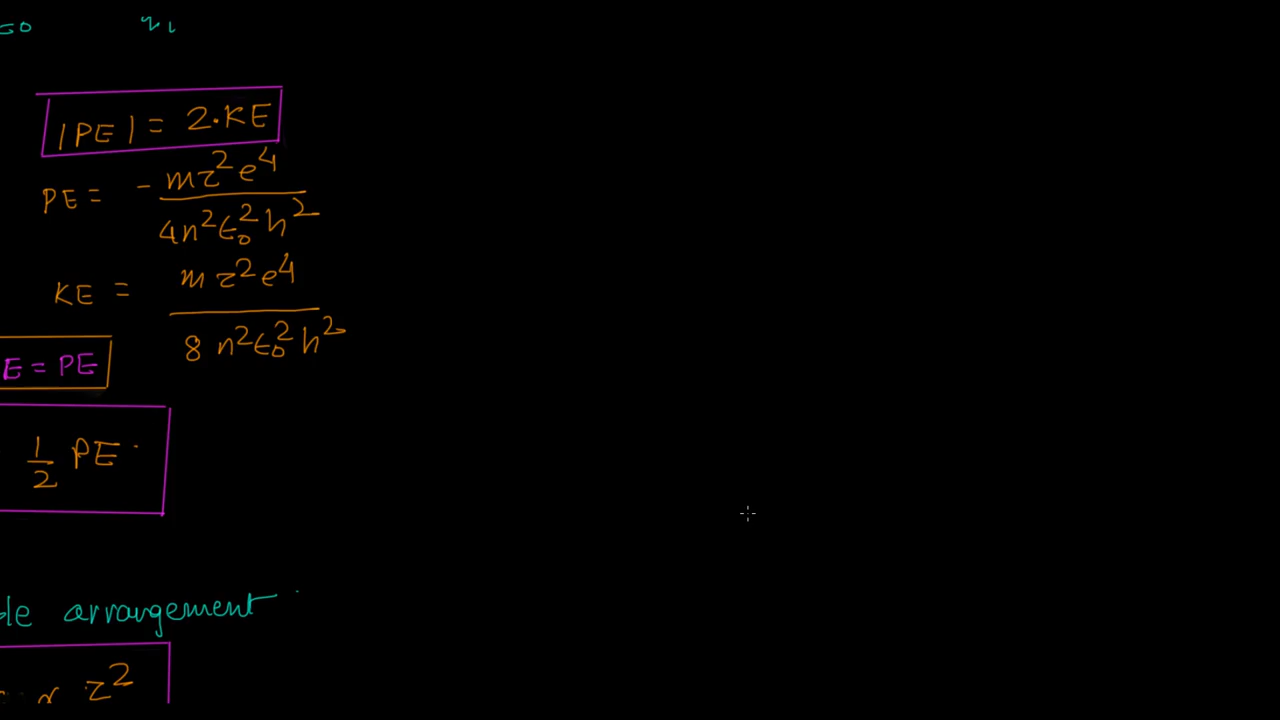 |PE| = 2.KE
PE = - mz²e⁴ / 4n²ε₀²h²
KE = mz²e⁴ / 8n²ε₀²h²
E = PE
1/2 PE
arrangement
z²